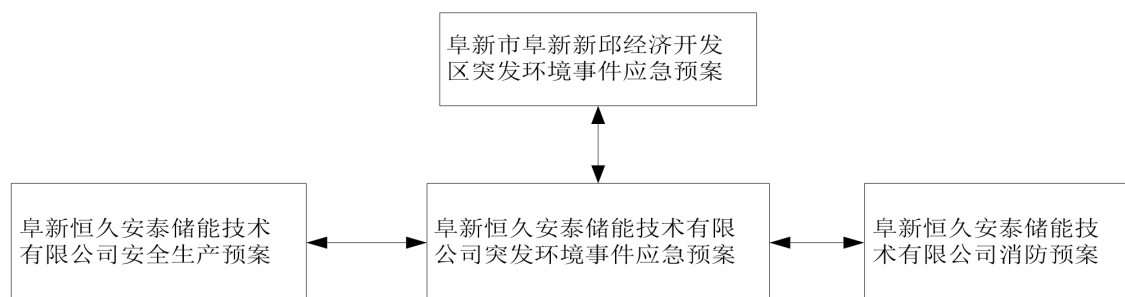 阜新市阜新新邱经济开发
区突发环境事件应急预案
阜新恒久安泰储能技术
有限公司安全生产预案
阜新恒久安泰储能技术有限
公司突发环境事件应急预案
阜新恒久安泰储能技
术有限公司消防预案